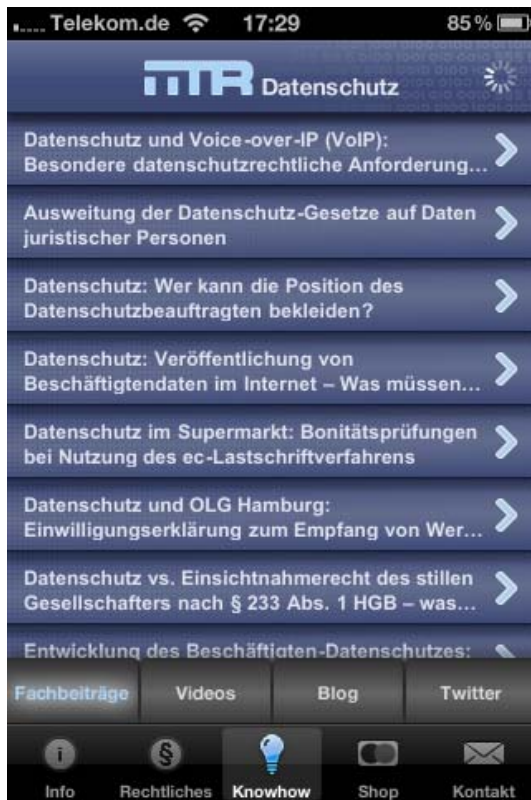 Telekom.de 17:29 85 %
iiTR Datenschutz
Datenschutz und Voice-over-IP (VoIP):
Besondere datenschutzrechtliche Anforderung...
Ausweitung der Datenschutz-Gesetze auf Daten
juristischer Personen
Datenschutz: Wer kann die Position des
Datenschutzbeauftragten bekleiden?
Datenschutz: Veröffentlichung von
Beschäftigtendaten im Internet – Was müssen...
Datenschutz im Supermarkt: Bonitätsprüfungen
bei Nutzung des ec-Lastschriftverfahrens
Datenschutz und OLG Hamburg:
Einwilligungserklärung zum Empfang von Wer...
Datenschutz vs. Einsichtnahmerecht des stillen
Gesellschafters nach § 233 Abs. 1 HGB – was...
Entwicklung des Beschäftigten-Datenschutzes:
Fachbeiträge Videos Blog Twitter
Info Rechtliches Knowhow Shop Kontakt